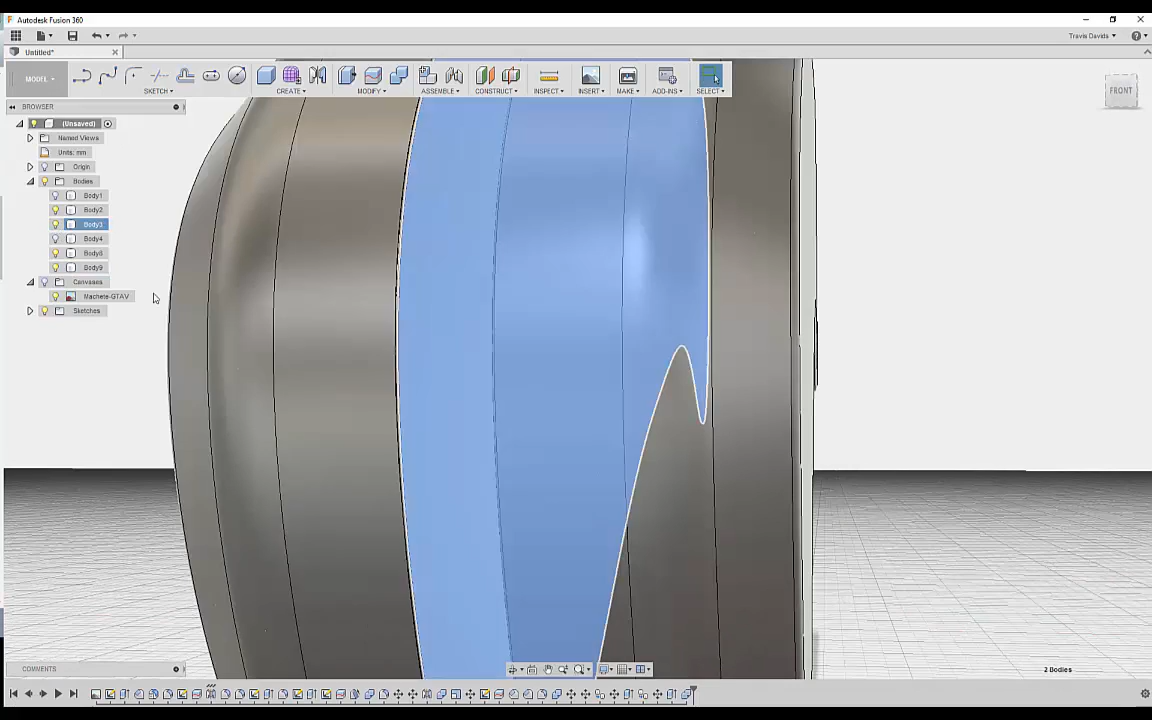 Autodesk Fusion 360
Travis Davids
Untitled*
MODEL
SKETCH
CREATE
MODIFY
ASSEMBLE
CONSTRUCT
INSPECT
INSERT
MAKE
ADD-INS
SELECT
FRONT
BROWSER
(Unsaved)
Named Views
Units: mm
Origin
Bodies
Body1
Body2
Body3
Body4
Body8
Body9
Canvases
Machete-GTAV
Sketches
COMMENTS
2 Bodies